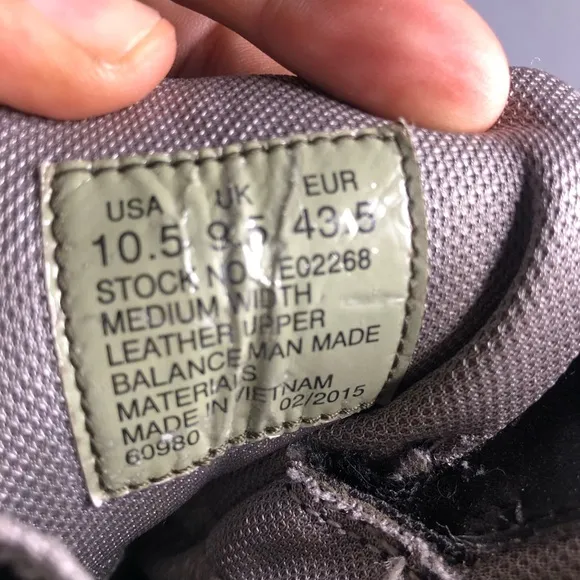 USA UK EUR
10.5 9.5 43.5
STOCK NO. E02268
MEDIUM WIDTH
LEATHER UPPER
BALANCE MAN MADE
MATERIALS
MADE IN VIETNAM
60980 02/2015